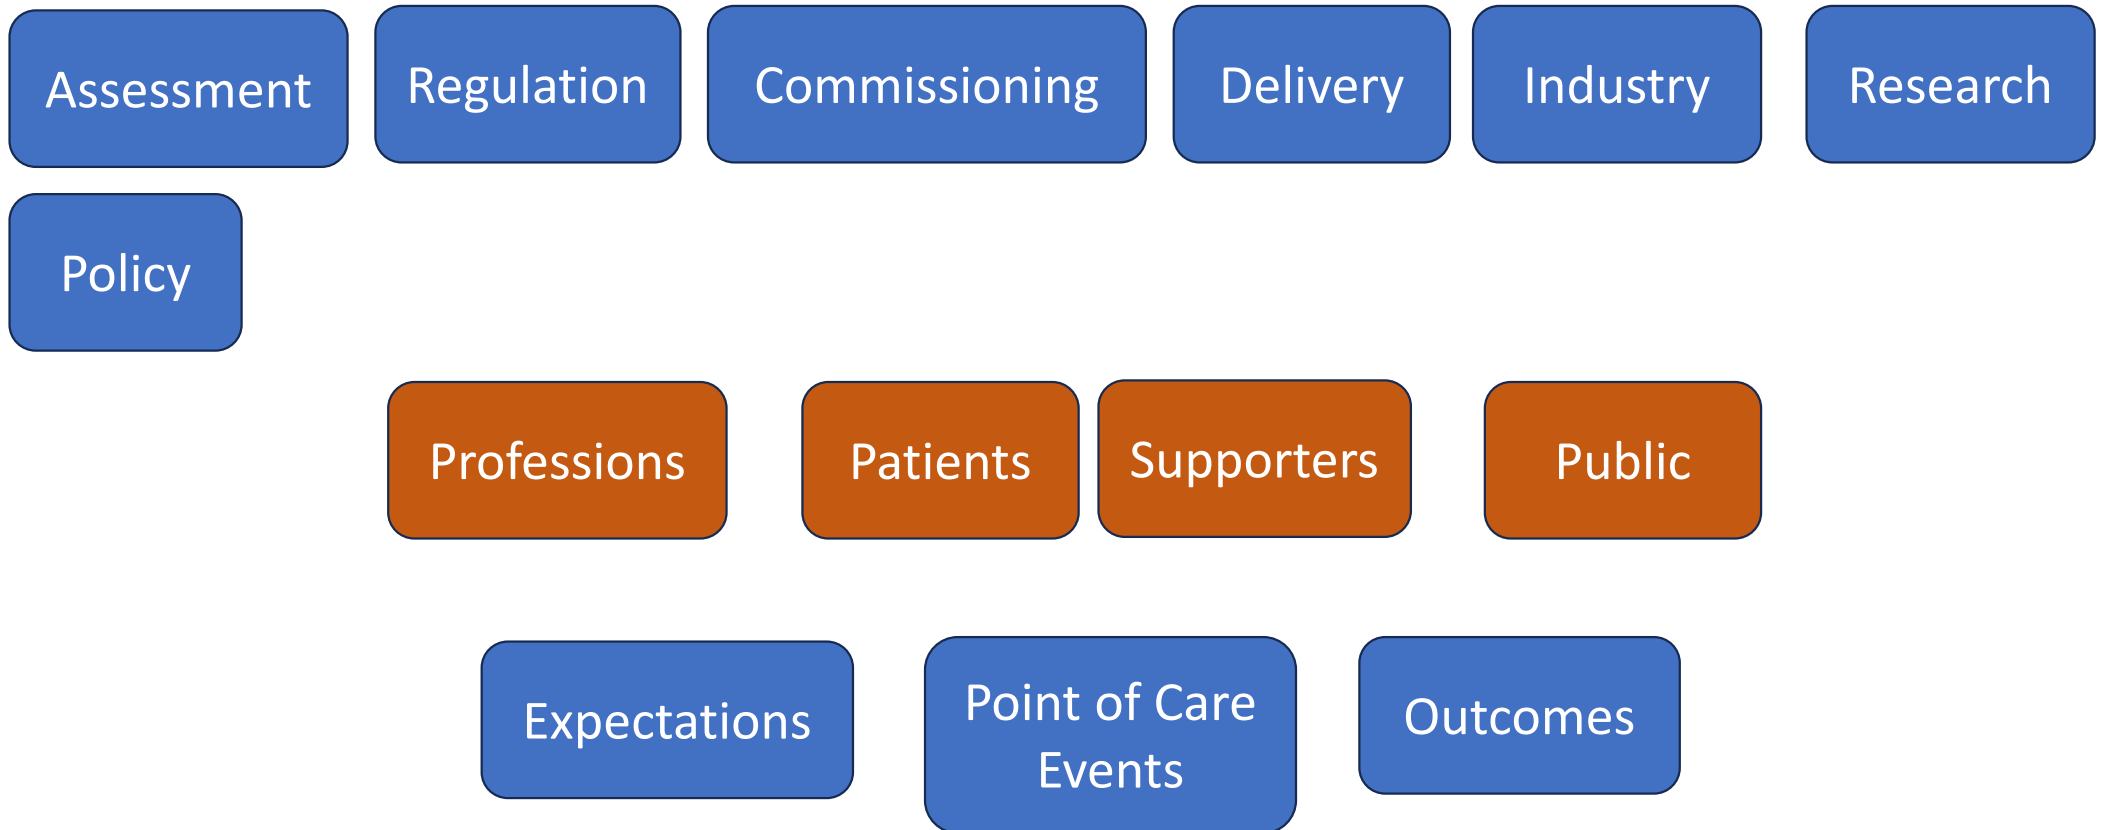 Assessment
Regulation
Commissioning
Delivery
Industry
Research
Policy
Professions
Patients
Supporters
Public
Expectations
Point of Care
Events
Outcomes